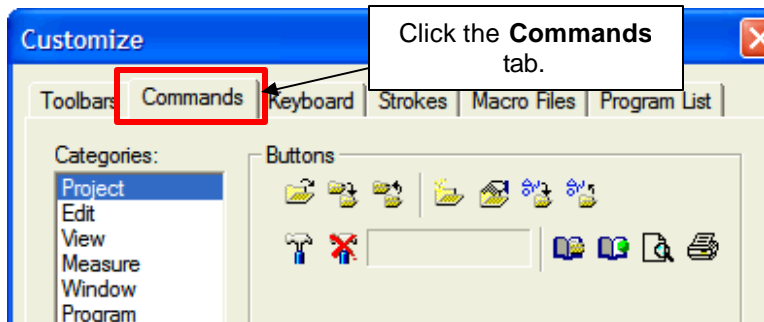 Customize
Click the Commands
tab.
Toolbars Commands Keyboard Strokes Macro Files Program List
Categories:
Buttons
Project
Edit
View
Measure
Window
Program